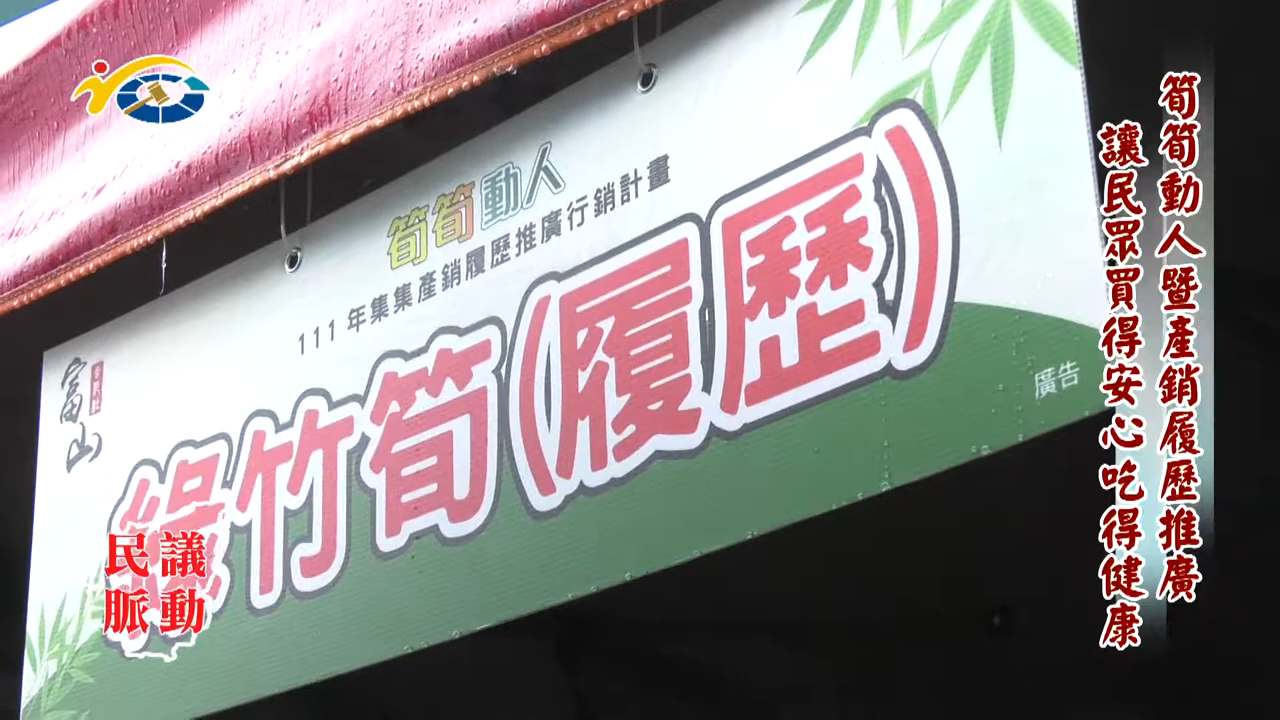 筍筍動人暨產銷履歷推廣
讓民眾買得安心吃得健康
筍筍動人
111年集集產銷履歷推廣行銷計畫
富山
綠竹筍(履歷)
廣告
議動
民脈